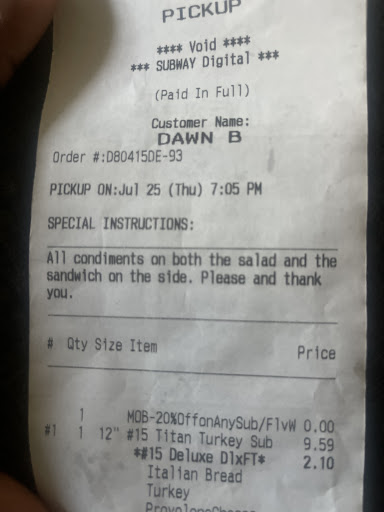 PICKUP
**** Void ****
*** SUBWAY Digital ***
(Paid In Full)
Customer Name:
DAWN B
Order #:D80415DE-93
PICKUP ON:Jul 25 (Thu) 7:05 PM
SPECIAL INSTRUCTIONS:
All condiments on both the salad and the
sandwich on the side. Please and thank
you.
# Qty Size Item Price
1 MOB-20%OffonAnySub/FlvW 0.00
#1 1 12" #15 Titan Turkey Sub 9.59
*#15 Deluxe DlxFT* 2.10
Italian Bread
Turkey
ProvoloneCheese